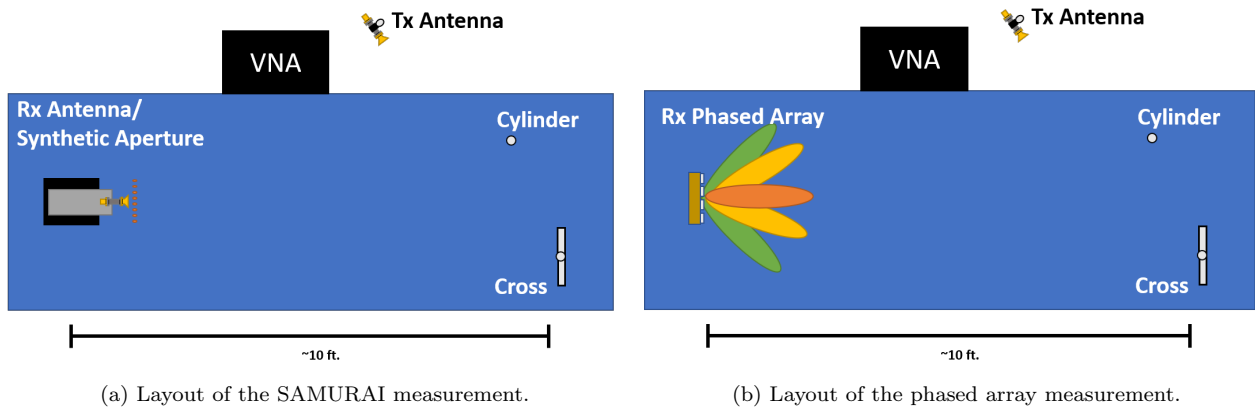 Tx Antenna
VNA
Rx Antenna/
Synthetic Aperture
Cylinder
Cross
~10 ft.
(a) Layout of the SAMURAI measurement.
Tx Antenna
VNA
Rx Phased Array
Cylinder
Cross
~10 ft.
(b) Layout of the phased array measurement.